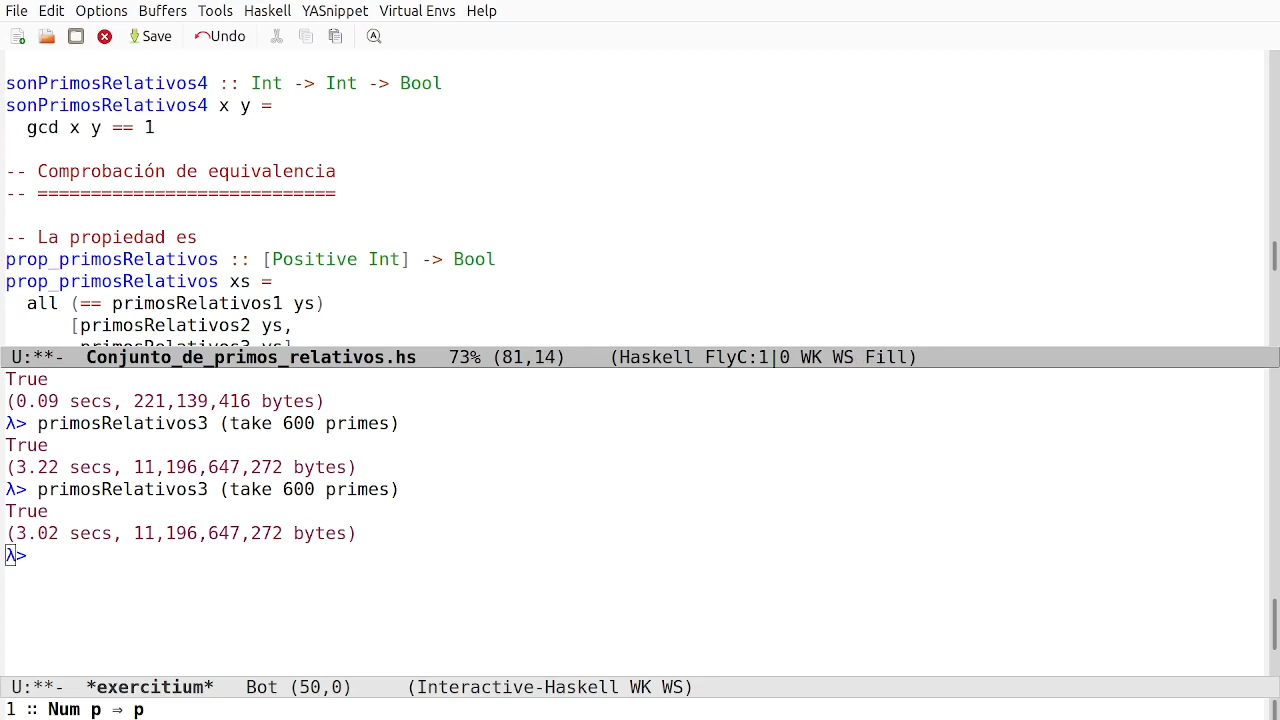 File Edit Options Buffers Tools Haskell YASnippet Virtual Envs Help
Save Undo
sonPrimosRelativos4 :: Int -> Int -> Bool
sonPrimosRelativos4 x y =
  gcd x y == 1
-- Comprobación de equivalencia
-- ============================
-- La propiedad es
prop_primosRelativos :: [Positive Int] -> Bool
prop_primosRelativos xs =
  all (== primosRelativos1 ys)
      [primosRelativos2 ys,
       primosRelativos3 ys]
U:**-  Conjunto_de_primos_relativos.hs   73% (81,14)    (Haskell FlyC:1|0 WK WS Fill)
True
(0.09 secs, 221,139,416 bytes)
λ> primosRelativos3 (take 600 primes)
True
(3.22 secs, 11,196,647,272 bytes)
λ> primosRelativos3 (take 600 primes)
True
(3.02 secs, 11,196,647,272 bytes)
λ>
U:**-  *exercitium*   Bot (50,0)    (Interactive-Haskell WK WS)
1 ∷ Num p ⇒ p